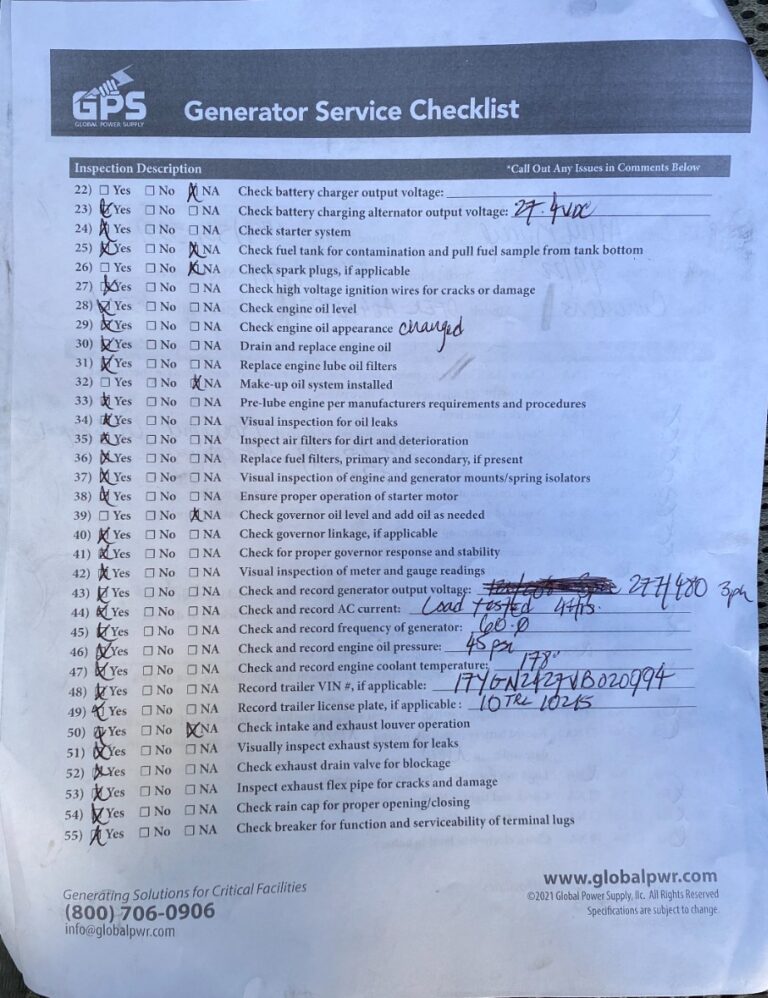 GPS
GLOBAL POWER SUPPLY
Generator Service Checklist
Inspection Description *Call Out Any Issues in Comments Below
22) Yes No NA Check battery charger output voltage:
23) Yes No NA Check battery charging alternator output voltage: 27.4VDC
24) Yes No NA Check starter system
25) Yes No NA Check fuel tank for contamination and pull fuel sample from tank bottom
26) Yes No NA Check spark plugs, if applicable
27) Yes No NA Check high voltage ignition wires for cracks or damage
28) Yes No NA Check engine oil level
29) Yes No NA Check engine oil appearance changed
30) Yes No NA Drain and replace engine oil
31) Yes No NA Replace engine lube oil filters
32) Yes No NA Make-up oil system installed
33) Yes No NA Pre-lube engine per manufacturers requirements and procedures
34) Yes No NA Visual inspection for oil leaks
35) Yes No NA Inspect air filters for dirt and deterioration
36) Yes No NA Replace fuel filters, primary and secondary, if present
37) Yes No NA Visual inspection of engine and generator mounts/spring isolators
38) Yes No NA Ensure proper operation of starter motor
39) Yes No NA Check governor oil level and add oil as needed
40) Yes No NA Check governor linkage, if applicable
41) Yes No NA Check for proper governor response and stability
42) Yes No NA Visual inspection of meter and gauge readings
43) Yes No NA Check and record generator output voltage: 277/480 3ph
44) Yes No NA Check and record AC current: Load tested 4hrs.
45) Yes No NA Check and record frequency of generator: 60.0
46) Yes No NA Check and record engine oil pressure: 45 psi
47) Yes No NA Check and record engine coolant temperature: 178°
48) Yes No NA Record trailer VIN #, if applicable:
49) Yes No NA Record trailer license plate, if applicable : 10TRL 10215
50) Yes No NA Check intake and exhaust louver operation
51) Yes No NA Visually inspect exhaust system for leaks
52) Yes No NA Check exhaust drain valve for blockage
53) Yes No NA Inspect exhaust flex pipe for cracks and damage
54) Yes No NA Check rain cap for proper opening/closing
55) Yes No NA Check breaker for function and serviceability of terminal lugs
Generating Solutions for Critical Facilities
(800) 706-0906
info@globalpwr.com
www.globalpwr.com
©2021 Global Power Supply, llc. All Rights Reserved
Specifications are subject to change.